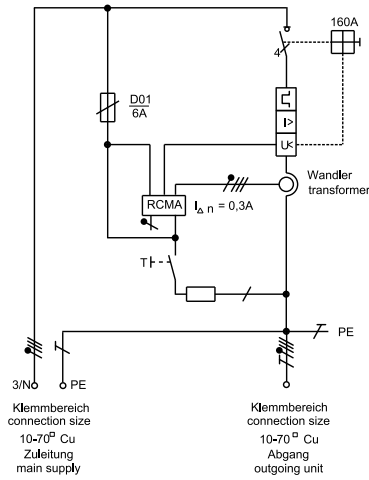 160A
4
D01
6A
I>
U<
Wandler
transformer
RCMA
I△ n = 0,3A
T
PE
3/N
PE
Klemmbereich
connection size
10-70□ Cu
Zuleitung
main supply
Klemmbereich
connection size
10-70□ Cu
Abgang
outgoing unit